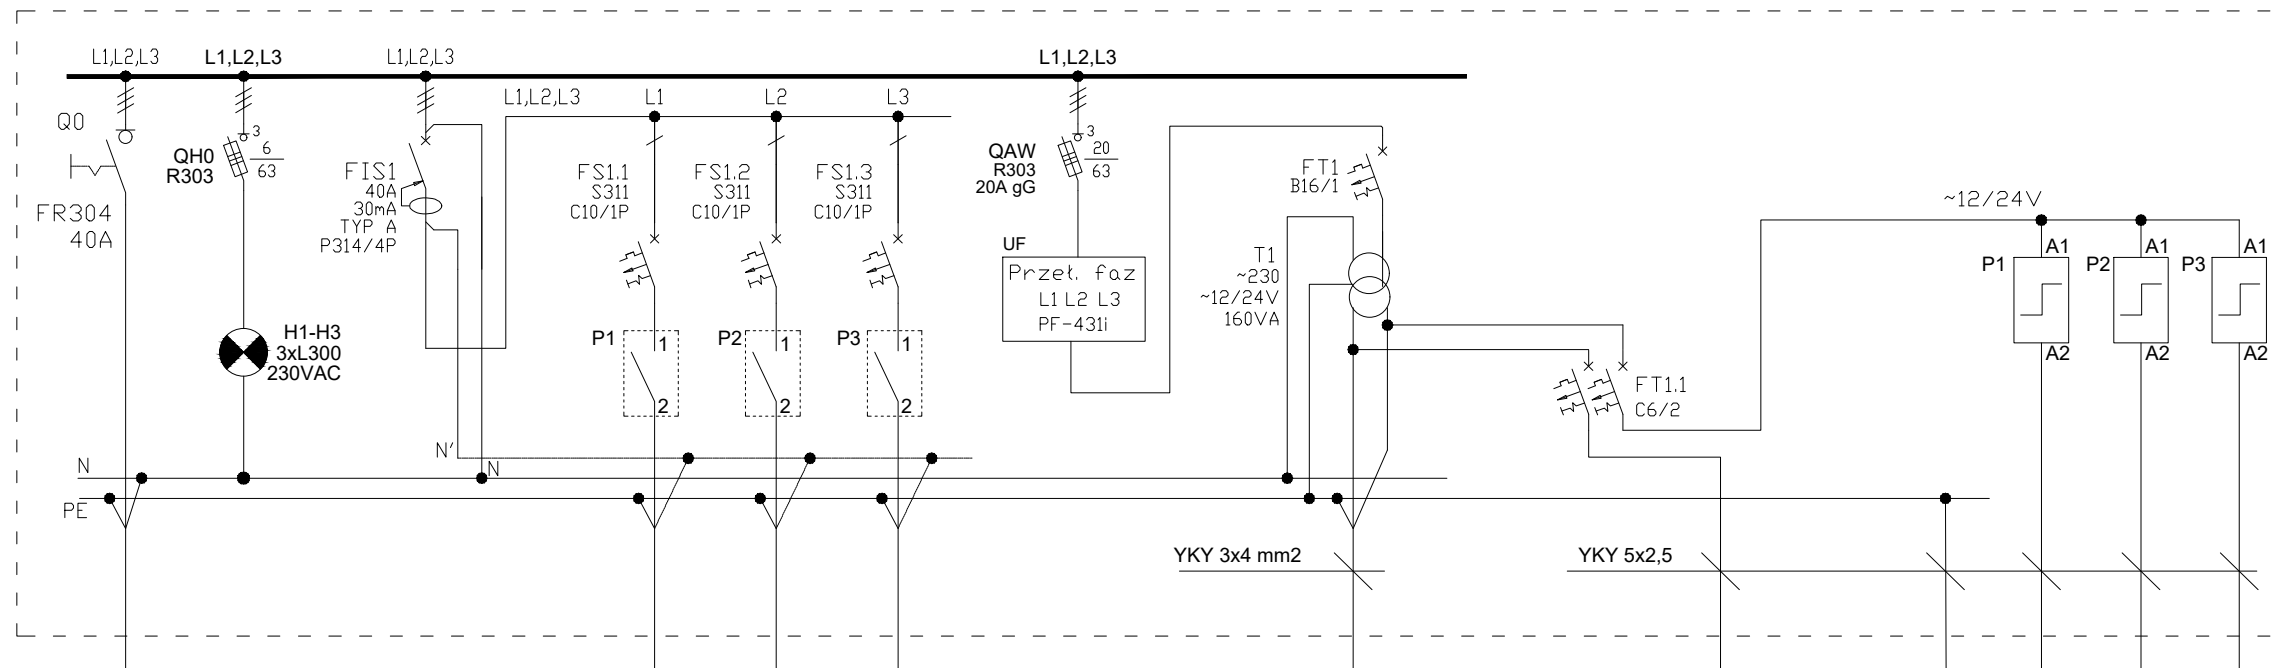 L1,L2,L3
L1,L2,L3
L1,L2,L3
L1,L2,L3
L1,L2,L3
L1
L2
L3
Q0
FR304
40A
QH0
R303
3
6
63
H1-H3
3xL300
230VAC
FIS1
40A
30mA
TYP A
P314/4P
FS1.1
S311
C10/1P
FS1.2
S311
C10/1P
FS1.3
S311
C10/1P
P1
1
2
P2
1
2
P3
1
2
QAW
R303
20A gG
3
20
63
UF
Przeł. faz
L1 L2 L3
PF-431i
FT1
B16/1
T1
~230
~12/24V
160VA
FT1.1
C6/2
~12/24V
P1
A1
A2
P2
A1
A2
P3
A1
A2
N'
N
N
PE
YKY 3x4 mm2
YKY 5x2,5